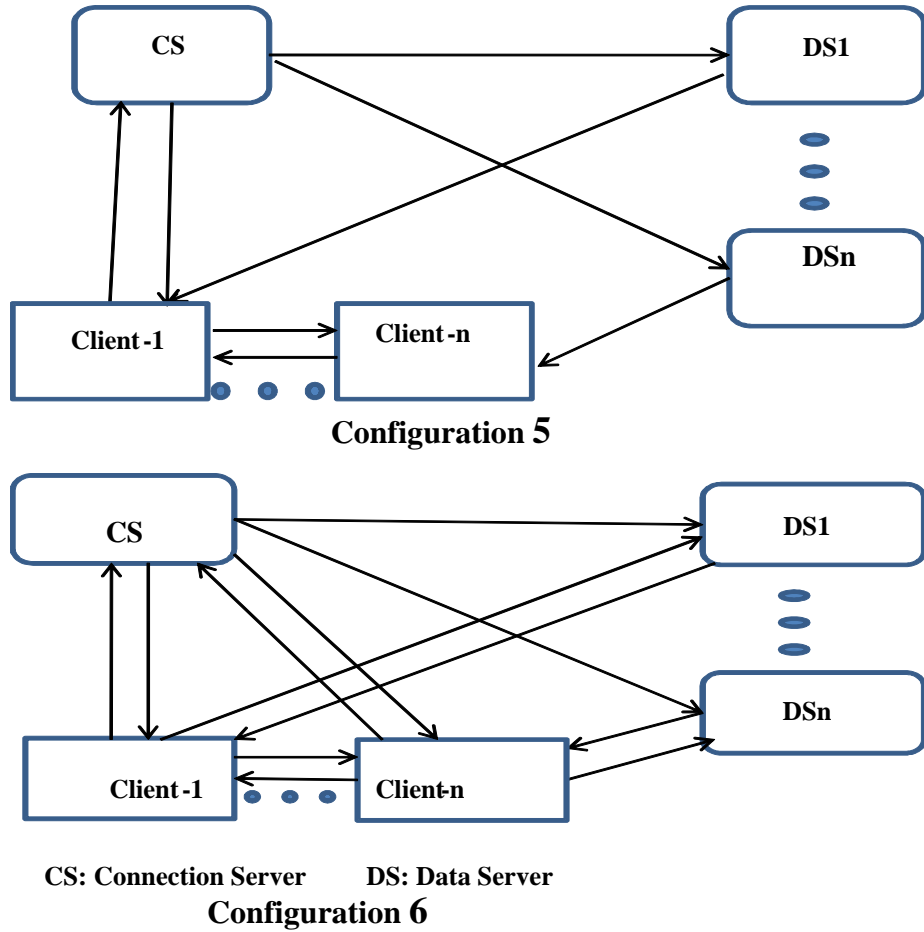 CS
DS1
DSn
Client-1
Client-n
Configuration 5
CS
DS1
DSn
Client-1
Client-n
CS: Connection Server DS: Data Server
Configuration 6